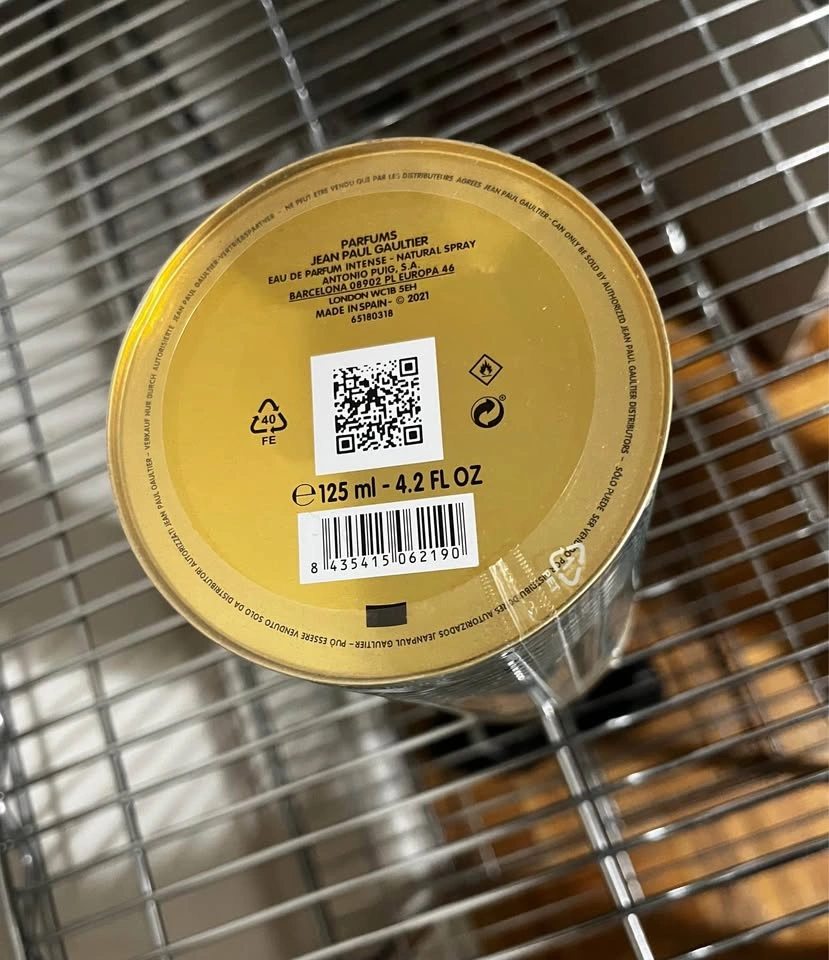 PARFUMS
JEAN PAUL GAULTIER
EAU DE PARFUM INTENSE - NATURAL SPRAY
ANTONIO PUIG, S.A.
BARCELONA 08902 PL EUROPA 46
LONDON WC1B 5EH
MADE IN SPAIN - © 2021
65180318
40
FE
℮ 125 ml - 4.2 FL OZ
8 435415 062190
NE PEUT ETRE VENDU QUE PAR LES DISTRIBUTEURS AGREES JEAN PAUL GAULTIER - CAN ONLY BE SOLD BY AUTHORIZED JEAN PAUL GAULTIER DISTRIBUTORS - SÓLO PUEDE SER VENDIDO AUTORIZADOS JEAN PAUL GAULTIER - PUÒ ESSERE VENDUTO SOLO DA DISTRIBUTORI AUTORIZZATI JEAN PAUL GAULTIER - VERKAUF NUR DURCH AUTORISIERTE JEAN PAUL GAULTIER-VERTRIEBSPARTNER -